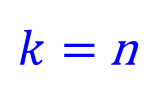 k = n